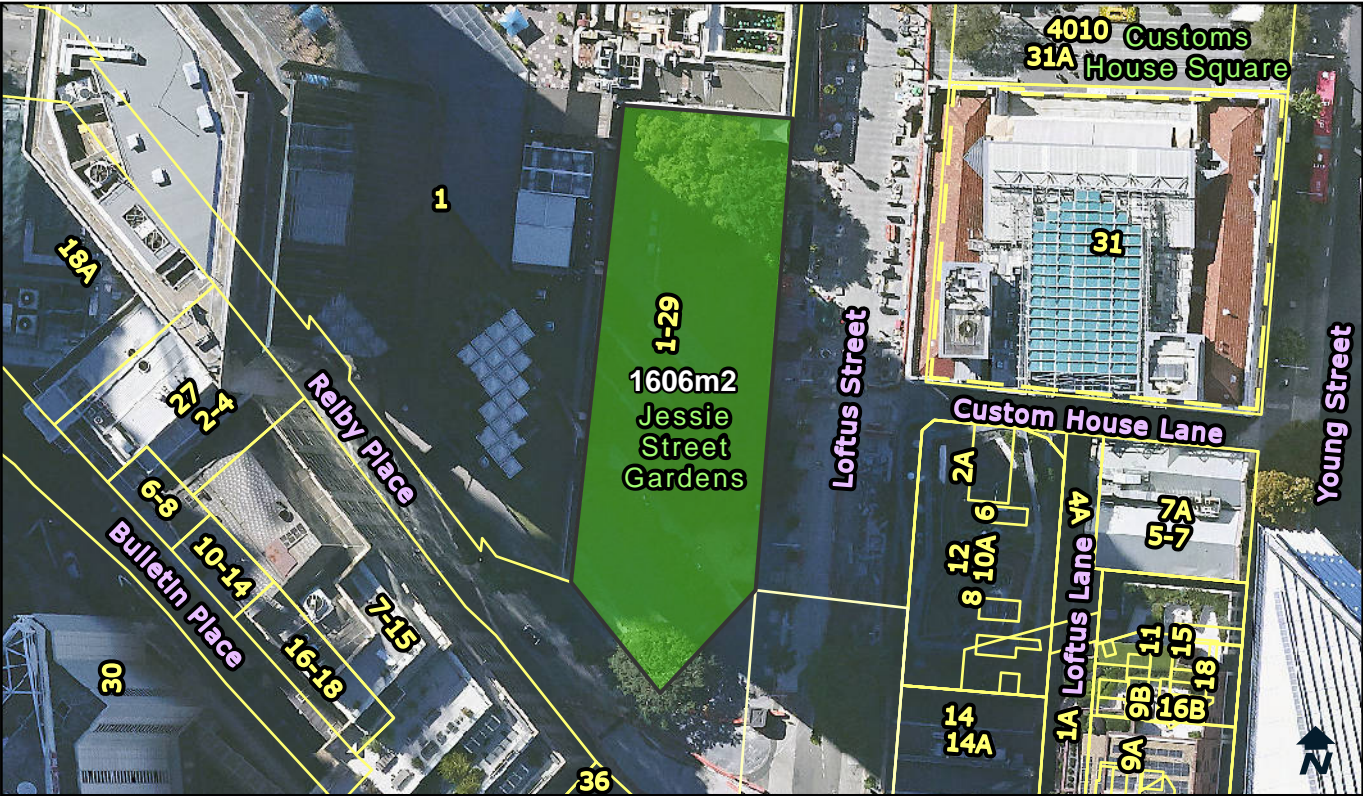 4010 Customs
31A House Square
1
31
18A
1-29
1606m2
Jessie
Street
Gardens
Loftus Street
Young Street
Custom House Lane
Relby Place
27
2-4
6-8
10-14
Bulletin Place
7-15
16-18
30
36
2A
6
12
10A
8
4A
Loftus Lane
1A
7A
5-7
11
15
18
9B
16B
9A
14
14A
N